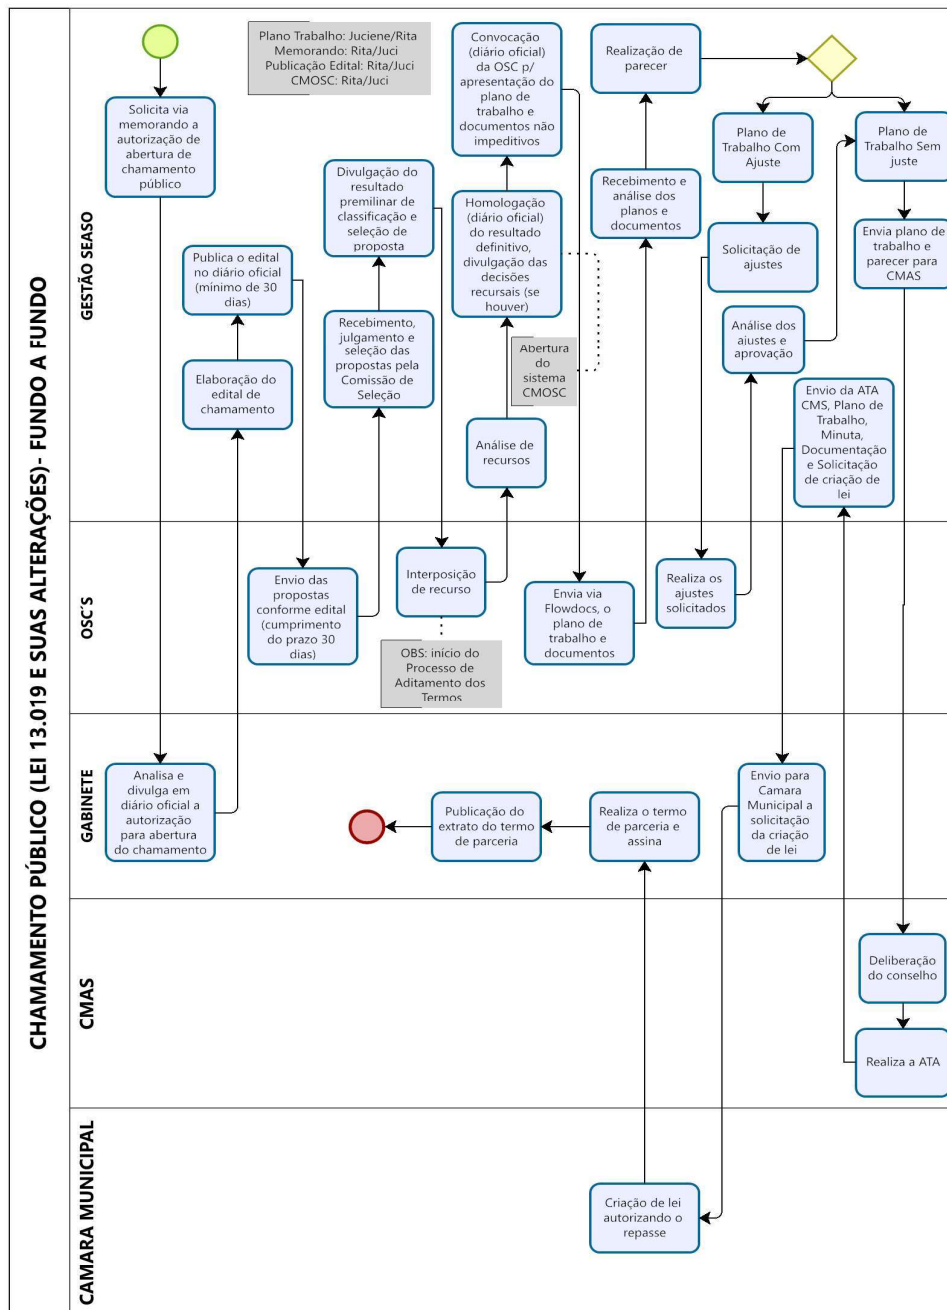 CHAMAMENTO PÚBLICO (LEI 13.019 E SUAS ALTERAÇÕES)- FUNDO A FUNDO
GESTÃO SEASO
Solicita via
memorando a
autorização de
abertura de
chamamento
público
Plano Trabalho: Juciene/Rita
Memorando: Rita/Juci
Publicação Edital: Rita/Juci
CMOSC: Rita/Juci
Publica o edital
no diário oficial
(mínimo de 30
dias)
Elaboração do
edital de
chamamento
Divulgação do
resultado
premilinar de
classificação e
seleção de
proposta
Recebimento,
julgamento e
seleção das
propostas pela
Comissão de
Seleção
Convocação
(diário oficial)
da OSC p/
apresentação do
plano de
trabalho e
documentos não
impeditivos
Homologação
(diário oficial) do
resultado
definitivo,
divulgação das
decisões
recursais (se
houver)
Abertura
do
sistema
CMOSC
Análise de
recursos
Realização de
parecer
Recebimento e
análise dos
planos e
documentos
Plano de
Trabalho Com
Ajuste
Solicitação de
ajustes
Análise dos
ajustes e
aprovação
Plano de
Trabalho Sem
juste
Envia plano de
trabalho e
parecer para
CMAS
Envio da ATA
CMS, Plano de
Trabalho,
Minuta,
Documentação
e Solicitação
de criação de
lei
OSC´S
Envio das
propostas
conforme edital
(cumprimento
do prazo 30
dias)
Interposição
de recurso
OBS: início do
Processo de
Aditamento dos
Termos
Envia via
Flowdocs, o
plano de
trabalho e
documentos
Realiza os
ajustes
solicitados
GABINETE
Analisa e
divulga em
diário oficial a
autorização
para abertura
do chamamento
Publicação do
extrato do termo
de parceria
Realiza o termo
de parceria e
assina
Envio para
Camara
Municipal a
solicitação
da criação
de lei
CMAS
Deliberação
do conselho
Realiza a ATA
CAMARA MUNICIPAL
Criação de lei
autorizando o
repasse